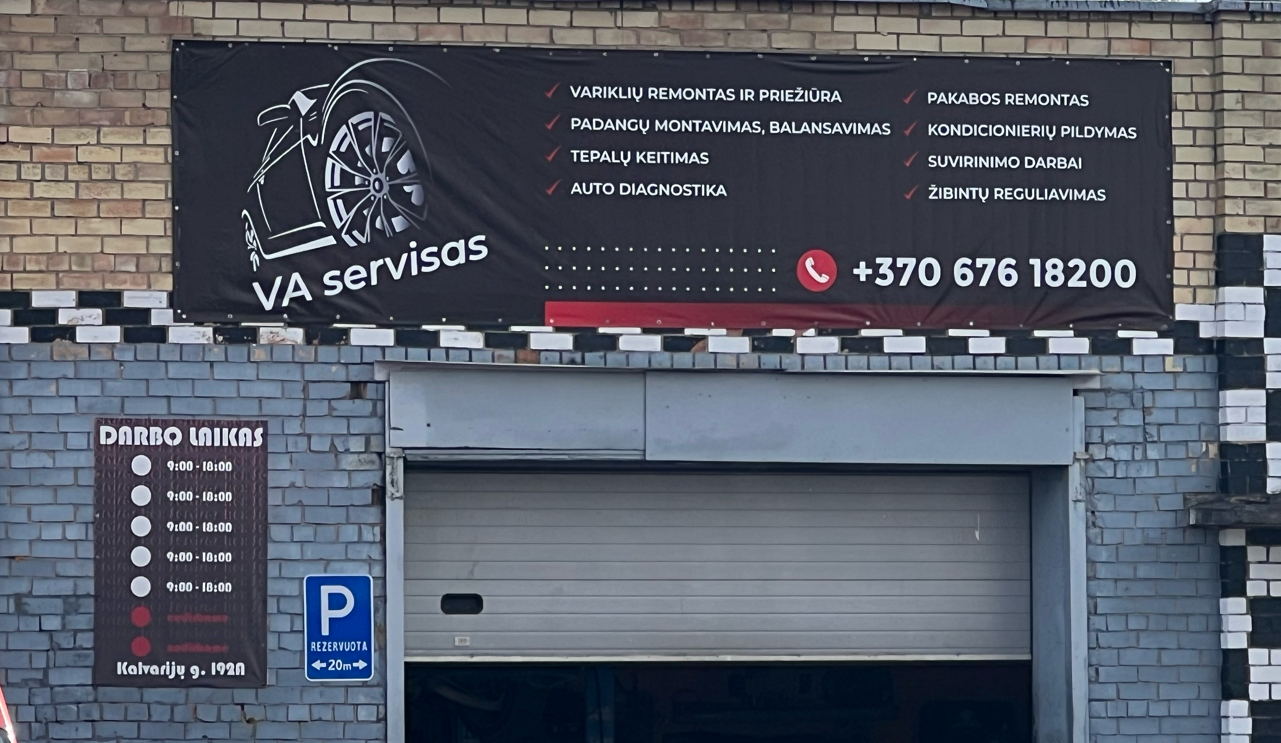 VA servisas
VARIKLIŲ REMONTAS IR PRIEŽIŪRA
PADANGŲ MONTAVIMAS, BALANSAVIMAS
TEPALŲ KEITIMAS
AUTO DIAGNOSTIKA
PAKABOS REMONTAS
KONDICIONIERIŲ PILDYMAS
SUVIRINIMO DARBAI
ŽIBINTŲ REGULIAVIMAS
+370 676 18200
DARBO LAIKAS
9:00 - 18:00
9:00 - 18:00
9:00 - 18:00
9:00 - 18:00
9:00 - 18:00
Kalvarijų g. 192A
P
REZERVUOTA
20m